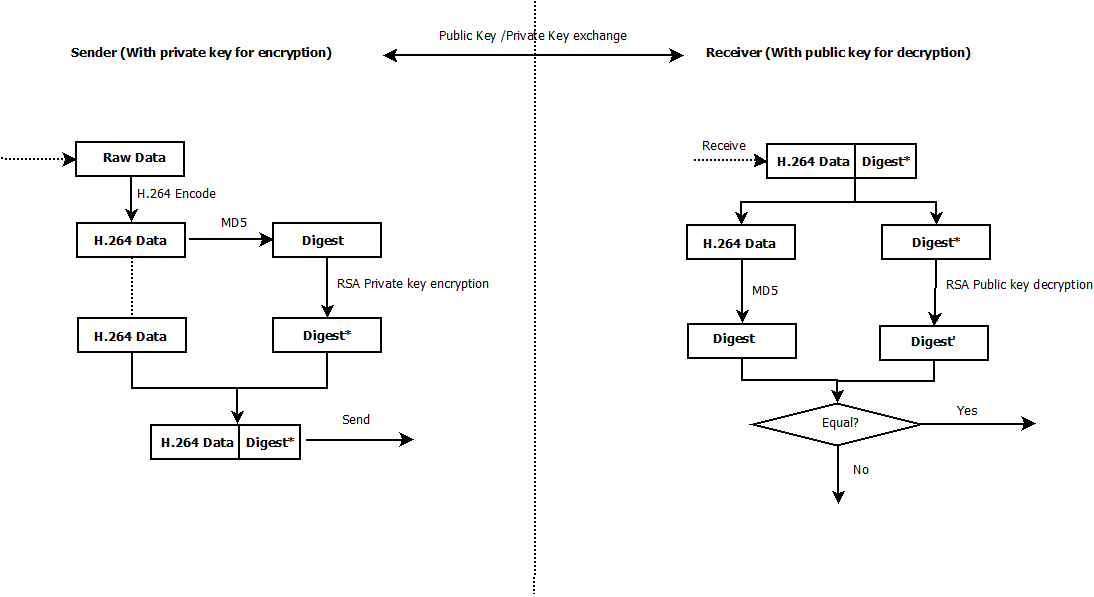 Public Key /Private Key exchange
Sender (With private key for encryption)
Receiver (With public key for decryption)
Raw Data
H.264 Encode
H.264 Data
MD5
Digest
RSA Private key encryption
H.264 Data
Digest*
H.264 Data
Digest*
Send
Receive
H.264 Data
Digest*
H.264 Data
Digest*
MD5
RSA Public key decryption
Digest
Digest'
Equal?
Yes
No